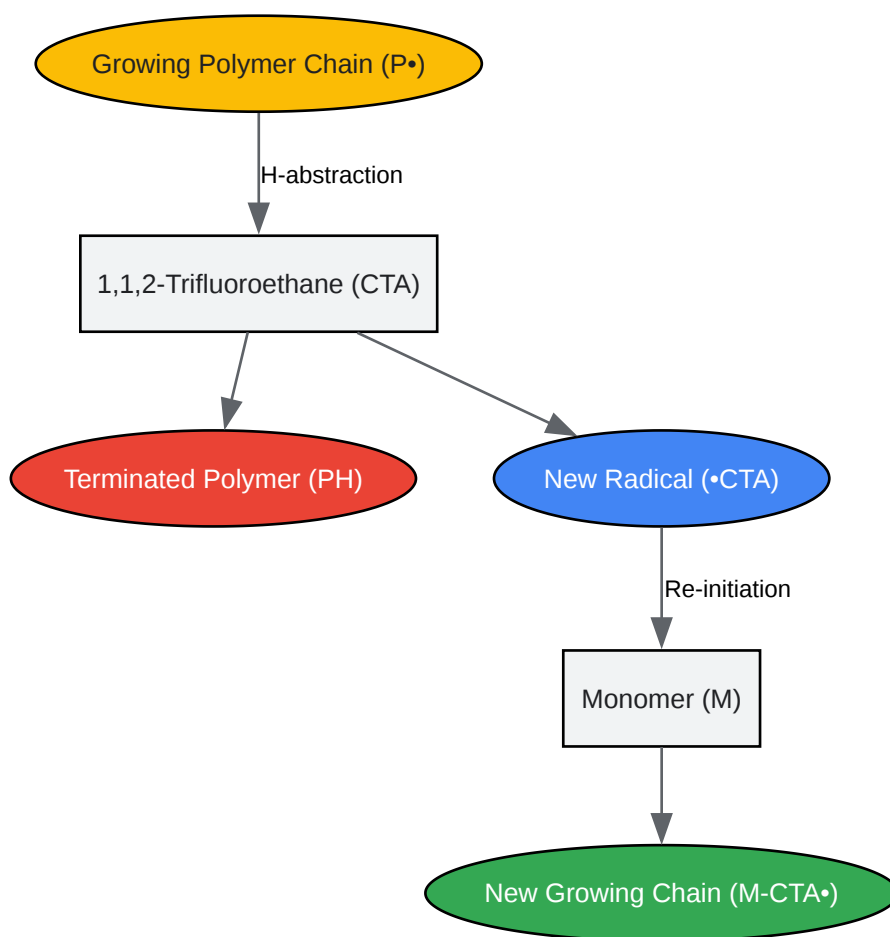 Growing Polymer Chain (P•)
H-abstraction
1,1,2-Trifluoroethane (CTA)
Terminated Polymer (PH)
New Radical (•CTA)
Re-initiation
Monomer (M)
New Growing Chain (M-CTA•)